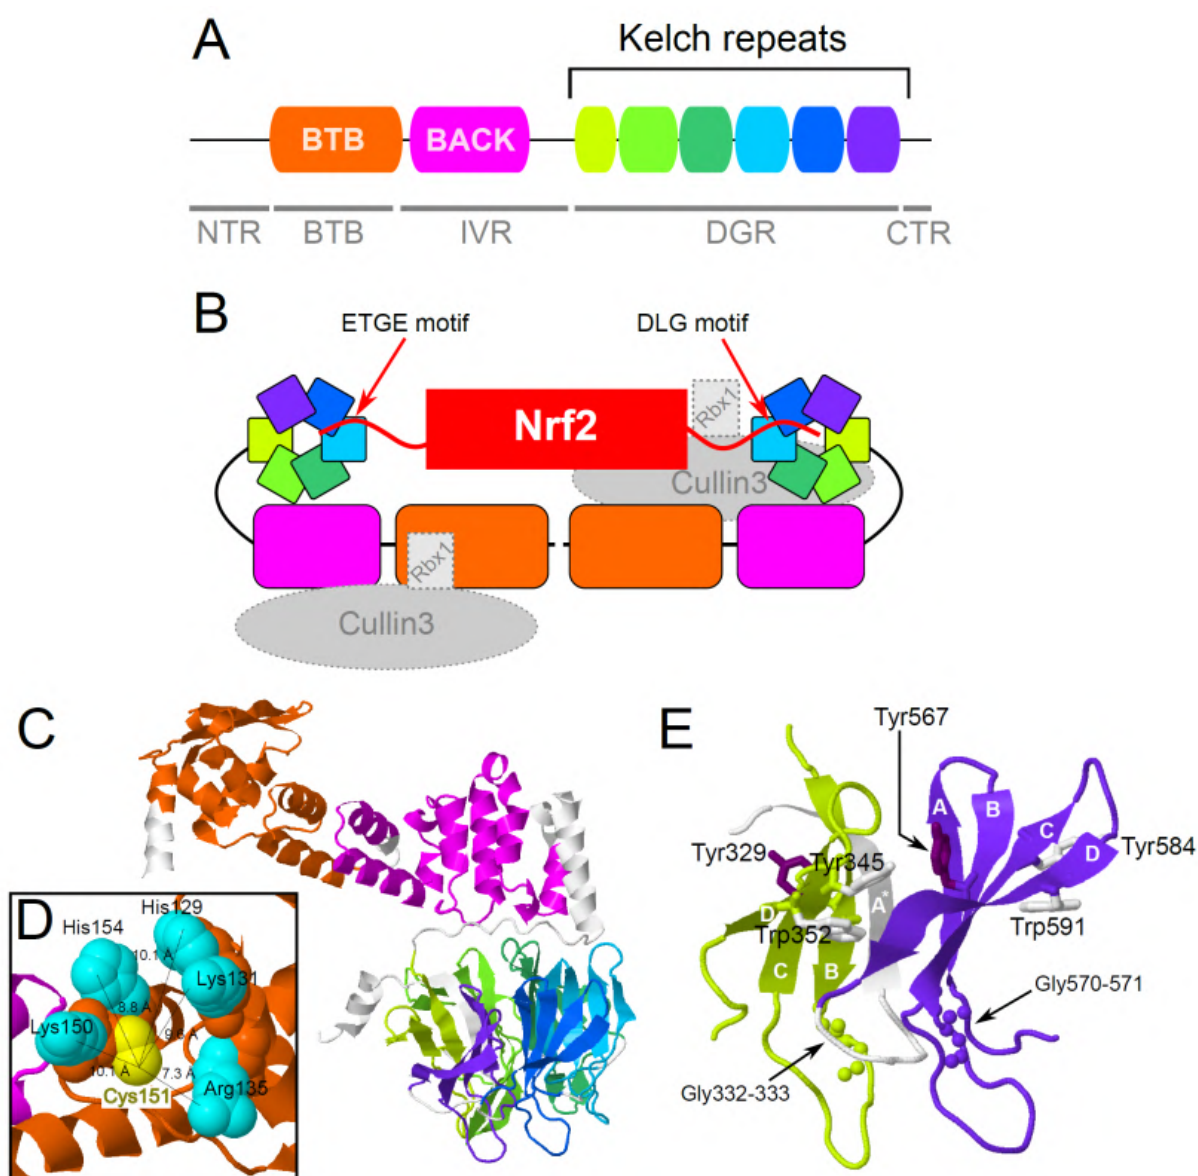 A
Kelch repeats
BTB
BACK
NTR
BTB
IVR
DGR
CTR
B
ETGE motif
DLG motif
Nrf2
Rbx1
Cullin3
Rbx1
Cullin3
C
D
His154
His129
10.1 A
Lys131
8.8 A
9.6 A
Lys150
10.1 A
7.3 A
Arg135
Cys151
E
Tyr567
A
B
C
D
Tyr584
Tyr329
Tyr345
A*
D
Trp352
Trp591
C
B
Gly570-571
Gly332-333